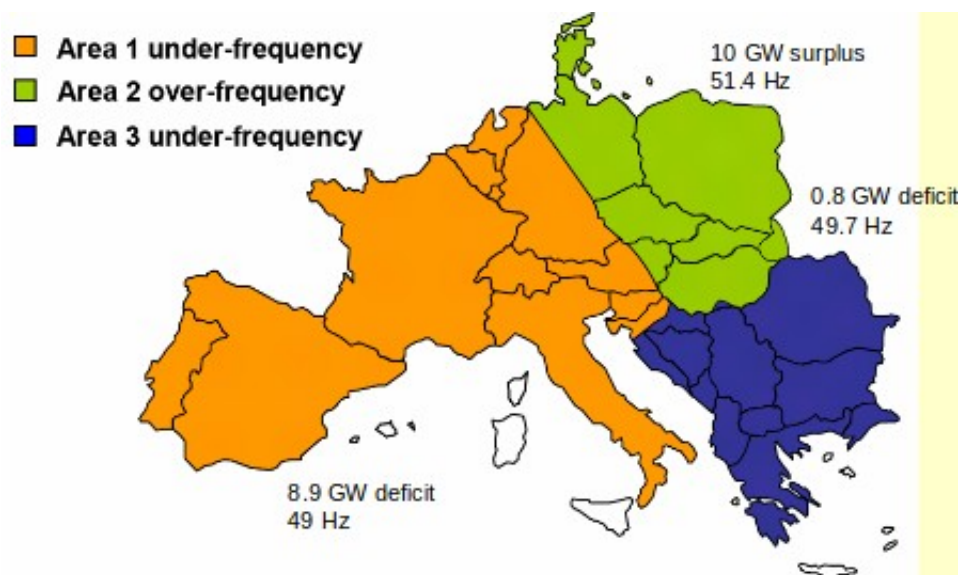 Area 1 under-frequency
Area 2 over-frequency
Area 3 under-frequency
10 GW surplus
51.4 Hz
0.8 GW deficit
49.7 Hz
8.9 GW deficit
49 Hz